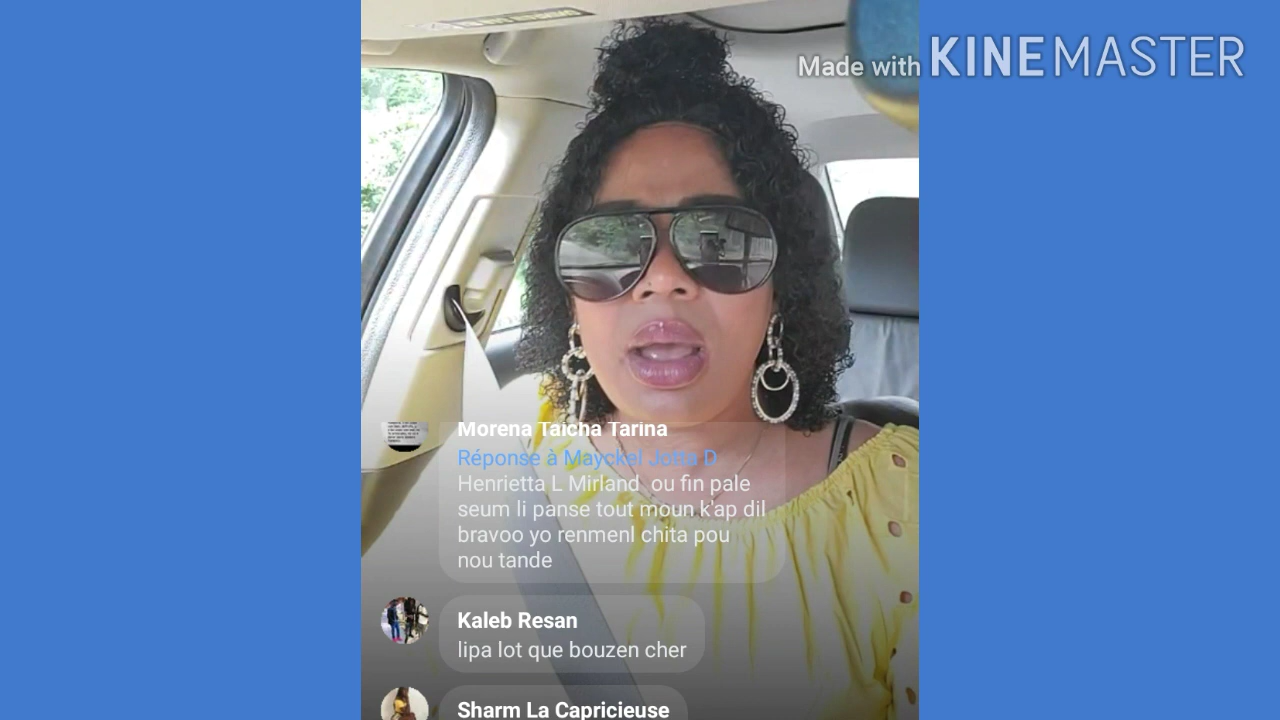 Made with KINEMASTER
Morena Taicha Tarina
Réponse à Mayckel Jotta D
Henrietta L Mirland ou fin pale
seum li panse tout moun k'ap dil
bravoo yo renmenl chita pou
nou tande
Kaleb Resan
lipa lot que bouzen cher
Sharm La Capricieuse